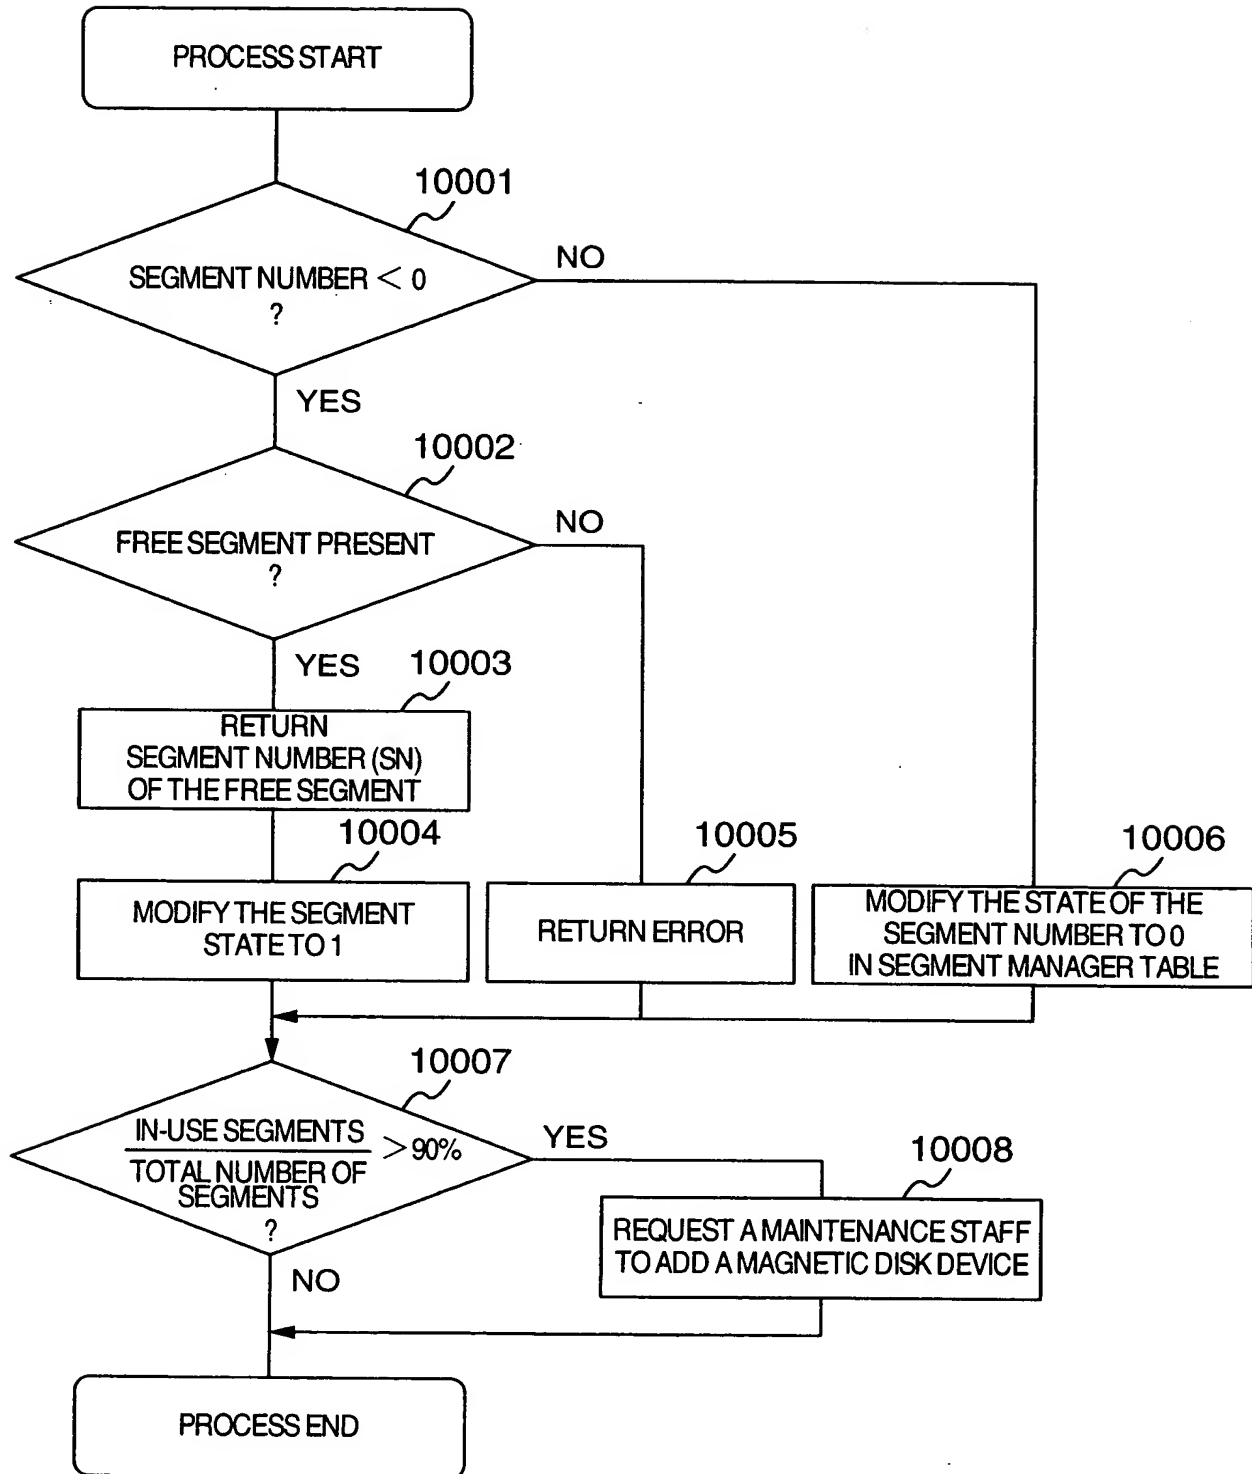 PROCESS START
10001
SEGMENT NUMBER < 0
?
NO
YES
10002
FREE SEGMENT PRESENT
?
NO
YES
10003
RETURN
SEGMENT NUMBER (SN)
OF THE FREE SEGMENT
10004
MODIFY THE SEGMENT
STATE TO 1
10005
RETURN ERROR
10006
MODIFY THE STATE OF THE
SEGMENT NUMBER TO 0
IN SEGMENT MANAGER TABLE
10007
IN-USE SEGMENTS
> 90%
TOTAL NUMBER OF
SEGMENTS
?
YES
NO
10008
REQUEST A MAINTENANCE STAFF
TO ADD A MAGNETIC DISK DEVICE
PROCESS END